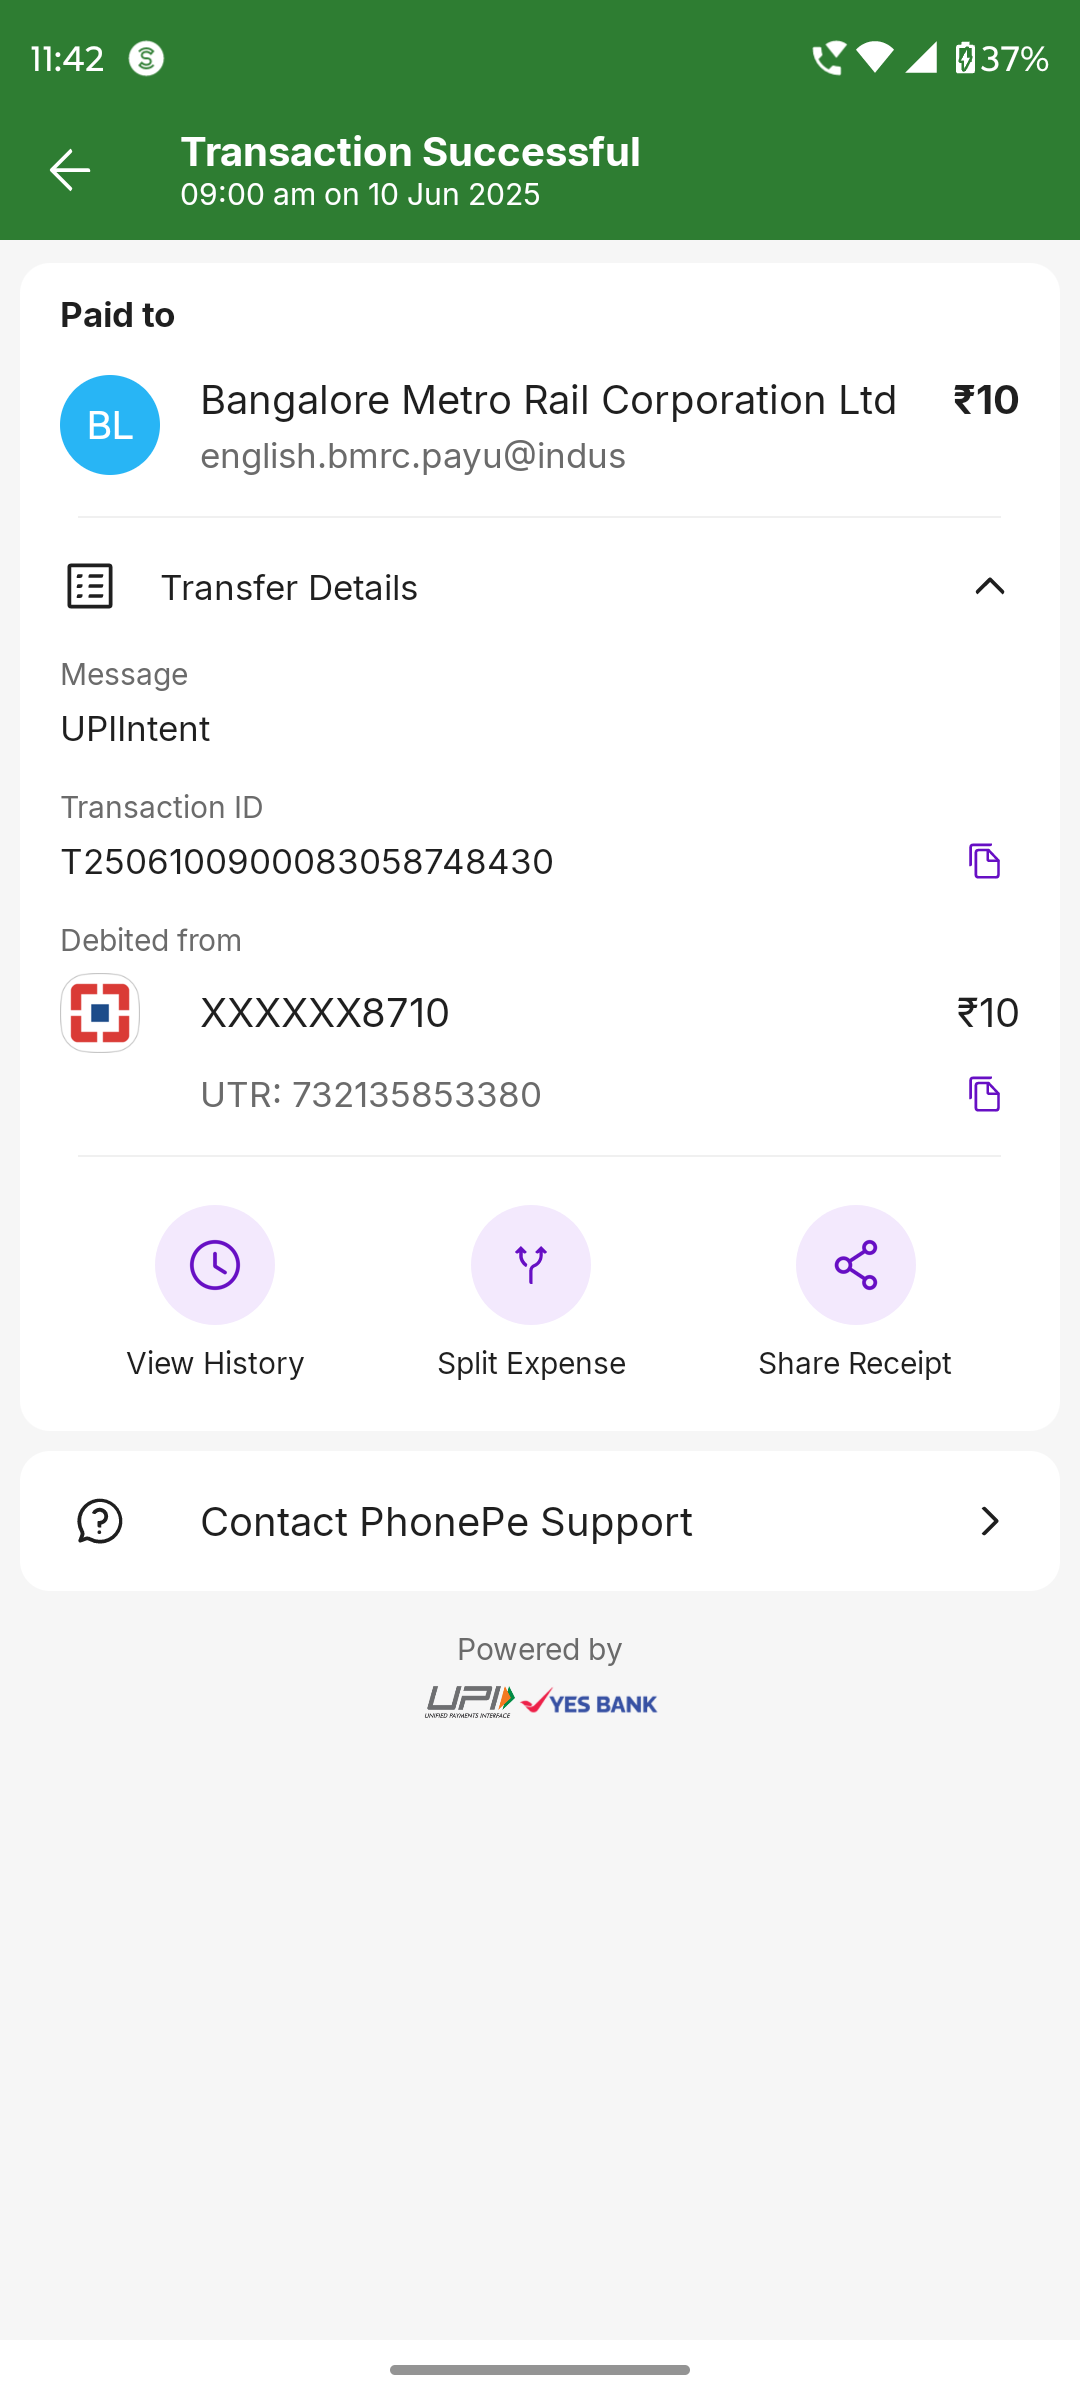 11:42
37%
Transaction Successful
09:00 am on 10 Jun 2025
Paid to
BL
Bangalore Metro Rail Corporation Ltd
₹10
english.bmrc.payu@indus
Transfer Details
Message
UPIIntent
Transaction ID
T2506100900083058748430
Debited from
XXXXXX8710
₹10
UTR: 732135853380
View History
Split Expense
Share Receipt
Contact PhonePe Support
Powered by
UPI
UNIFIED PAYMENTS INTERFACE
YES BANK